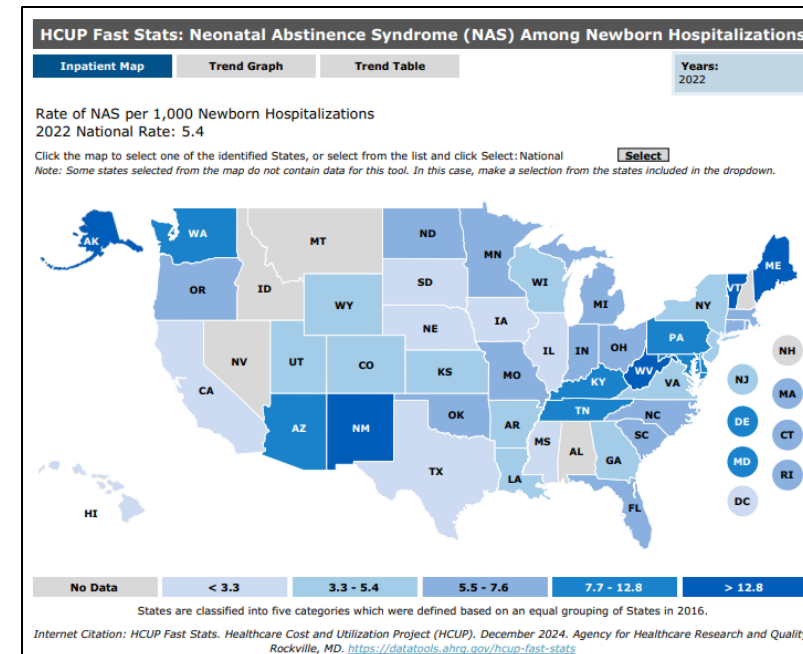 HCUP Fast Stats: Neonatal Abstinence Syndrome (NAS) Among Newborn Hospitalizations
Inpatient Map Trend Graph Trend Table Years:
2022
Rate of NAS per 1,000 Newborn Hospitalizations
2022 National Rate: 5.4
Click the map to select one of the identified States, or select from the list and click Select: National Select
Note: Some states selected from the map do not contain data for this tool. In this case, make a selection from the states included in the dropdown.
AK WA MT ND MN ME
VT
OR ID SD WI MI NY
WY
NE IA PA
NV UT CO IL IN OH NH
KS MO KY WV VA NJ MA
CA
AZ NM OK AR TN NC DE CT
MS AL GA SC
TX LA MD RI
FL DC
HI
No Data < 3.3 3.3 - 5.4 5.5 - 7.6 7.7 - 12.8 > 12.8
States are classified into five categories which were defined based on an equal grouping of States in 2016.
Internet Citation: HCUP Fast Stats. Healthcare Cost and Utilization Project (HCUP). December 2024. Agency for Healthcare Research and Quality
Rockville, MD. https://datatools.ahrq.gov/hcup-fast-stats